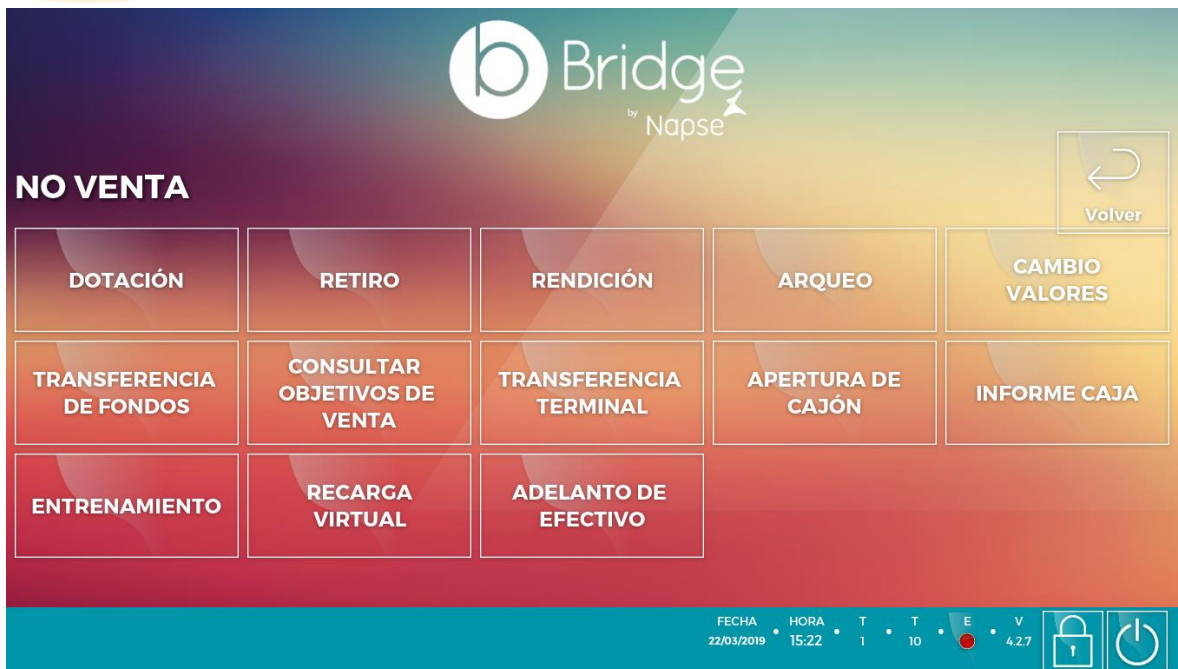 b Bridge
by Napse
NO VENTA
Volver
DOTACIÓN
RETIRO
RENDICIÓN
ARQUEO
CAMBIO
VALORES
TRANSFERENCIA
DE FONDOS
CONSULTAR
OBJETIVOS DE
VENTA
TRANSFERENCIA
TERMINAL
APERTURA DE
CAJÓN
INFORME CAJA
ENTRENAMIENTO
RECARGA
VIRTUAL
ADELANTO DE
EFECTIVO
FECHA • HORA • T • T • E • V
22/03/2019 15:22 1 10 4.2.7